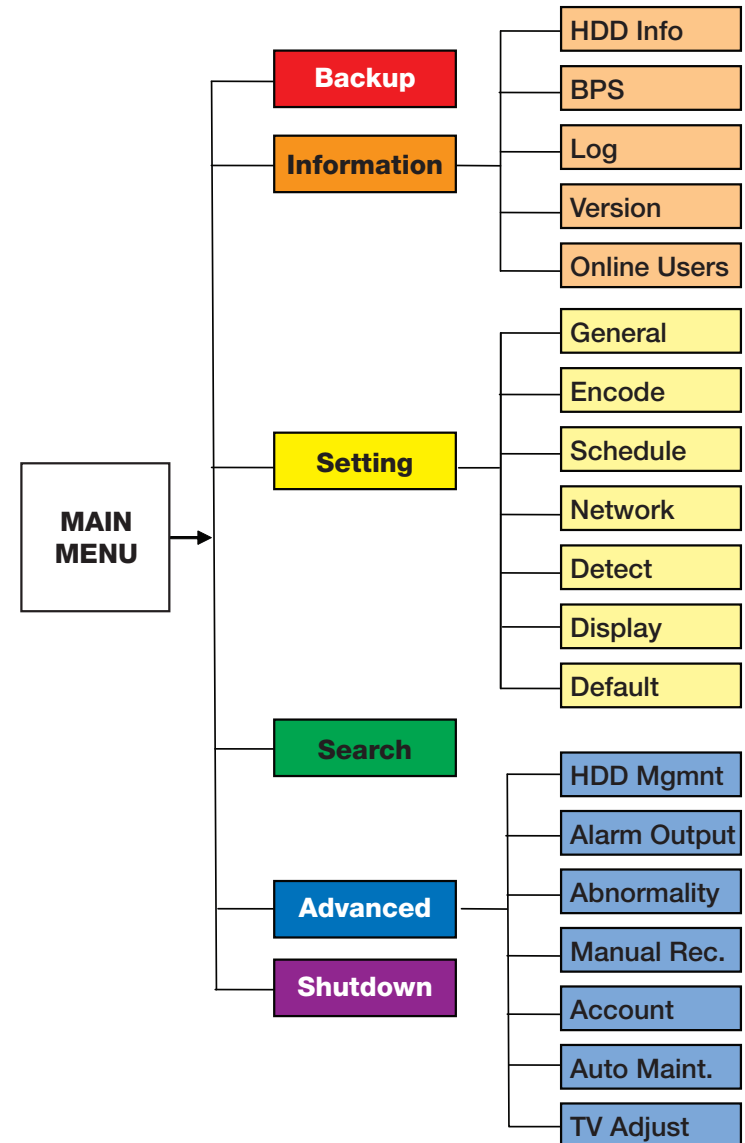 MAIN
MENU
Backup
Information
HDD Info
BPS
Log
Version
Online Users
Setting
General
Encode
Schedule
Network
Detect
Display
Default
Search
Advanced
HDD Mgmnt
Alarm Output
Abnormality
Manual Rec.
Account
Auto Maint.
TV Adjust
Shutdown